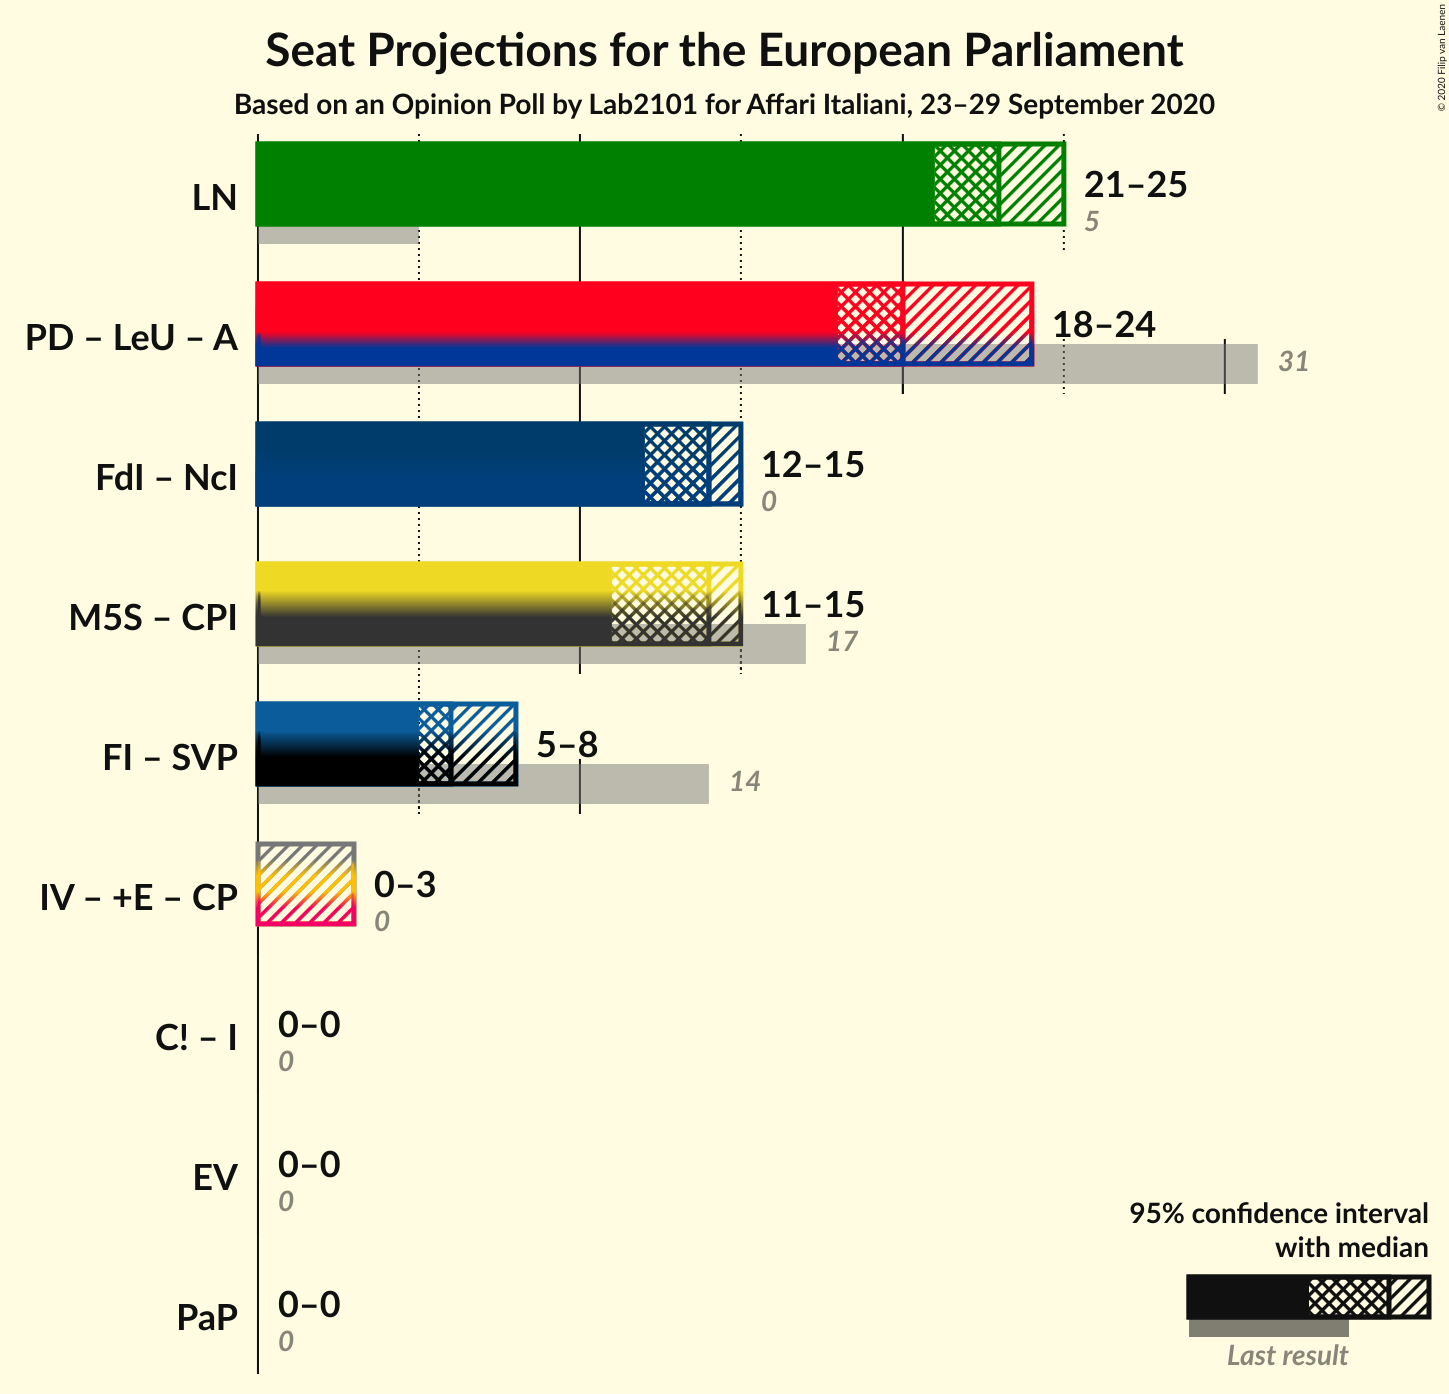 Seat Projections for the European Parliament
Based on an Opinion Poll by Lab2101 for Affari Italiani, 23–29 September 2020
© 2020 Filip van Laenen
LN
21–25
5
PD – LeU – A
18–24
31
FdI – NcI
12–15
0
M5S – CPI
11–15
17
FI – SVP
5–8
14
IV – +E – CP
0–3
0
C! – I
0–0
0
EV
0–0
0
PaP
0–0
0
95% confidence interval
with median
Last result